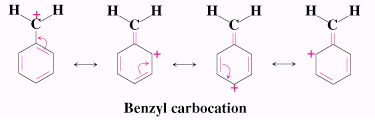 H H H H H H H H
+
C C C C
+ +
+
Benzyl carbocation